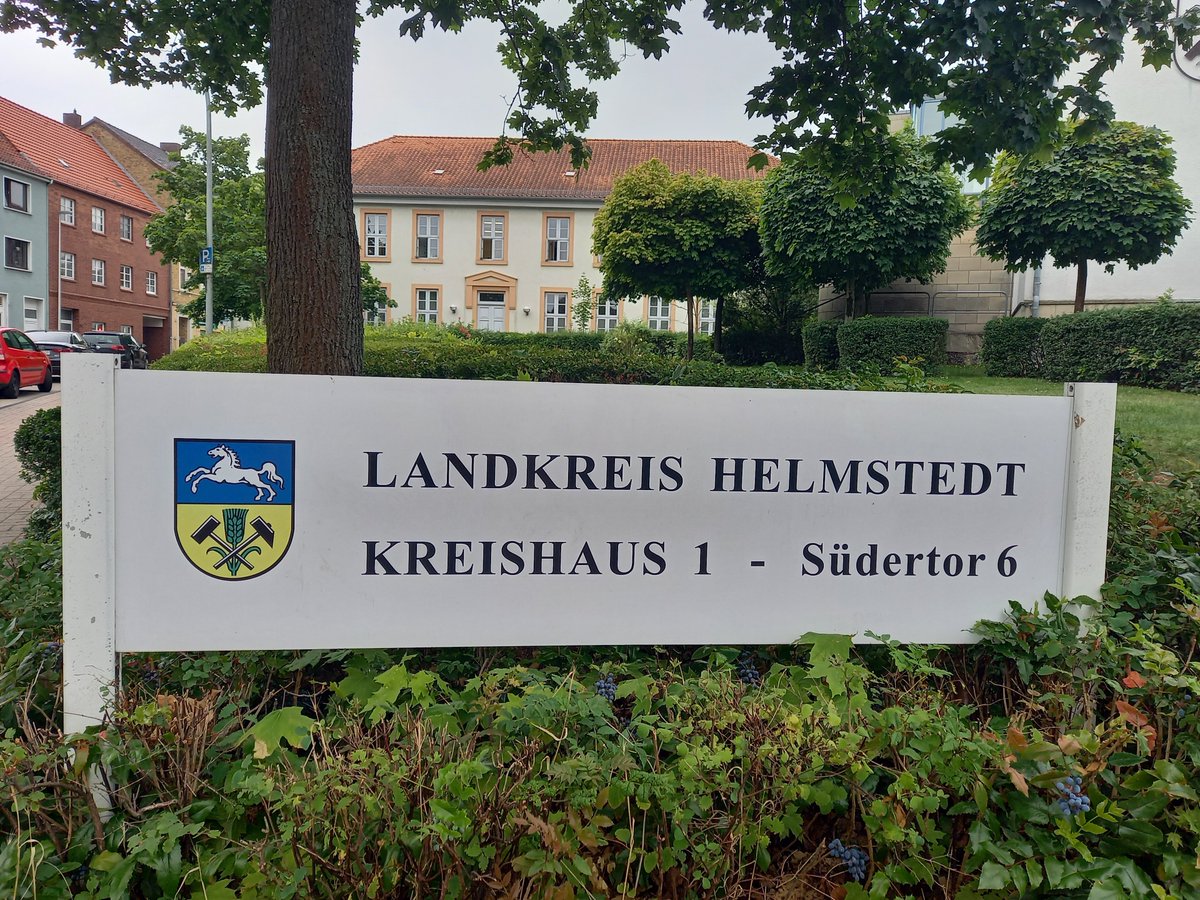 LANDKREIS HELMSTEDT
KREISHAUS 1 - Südertor 6